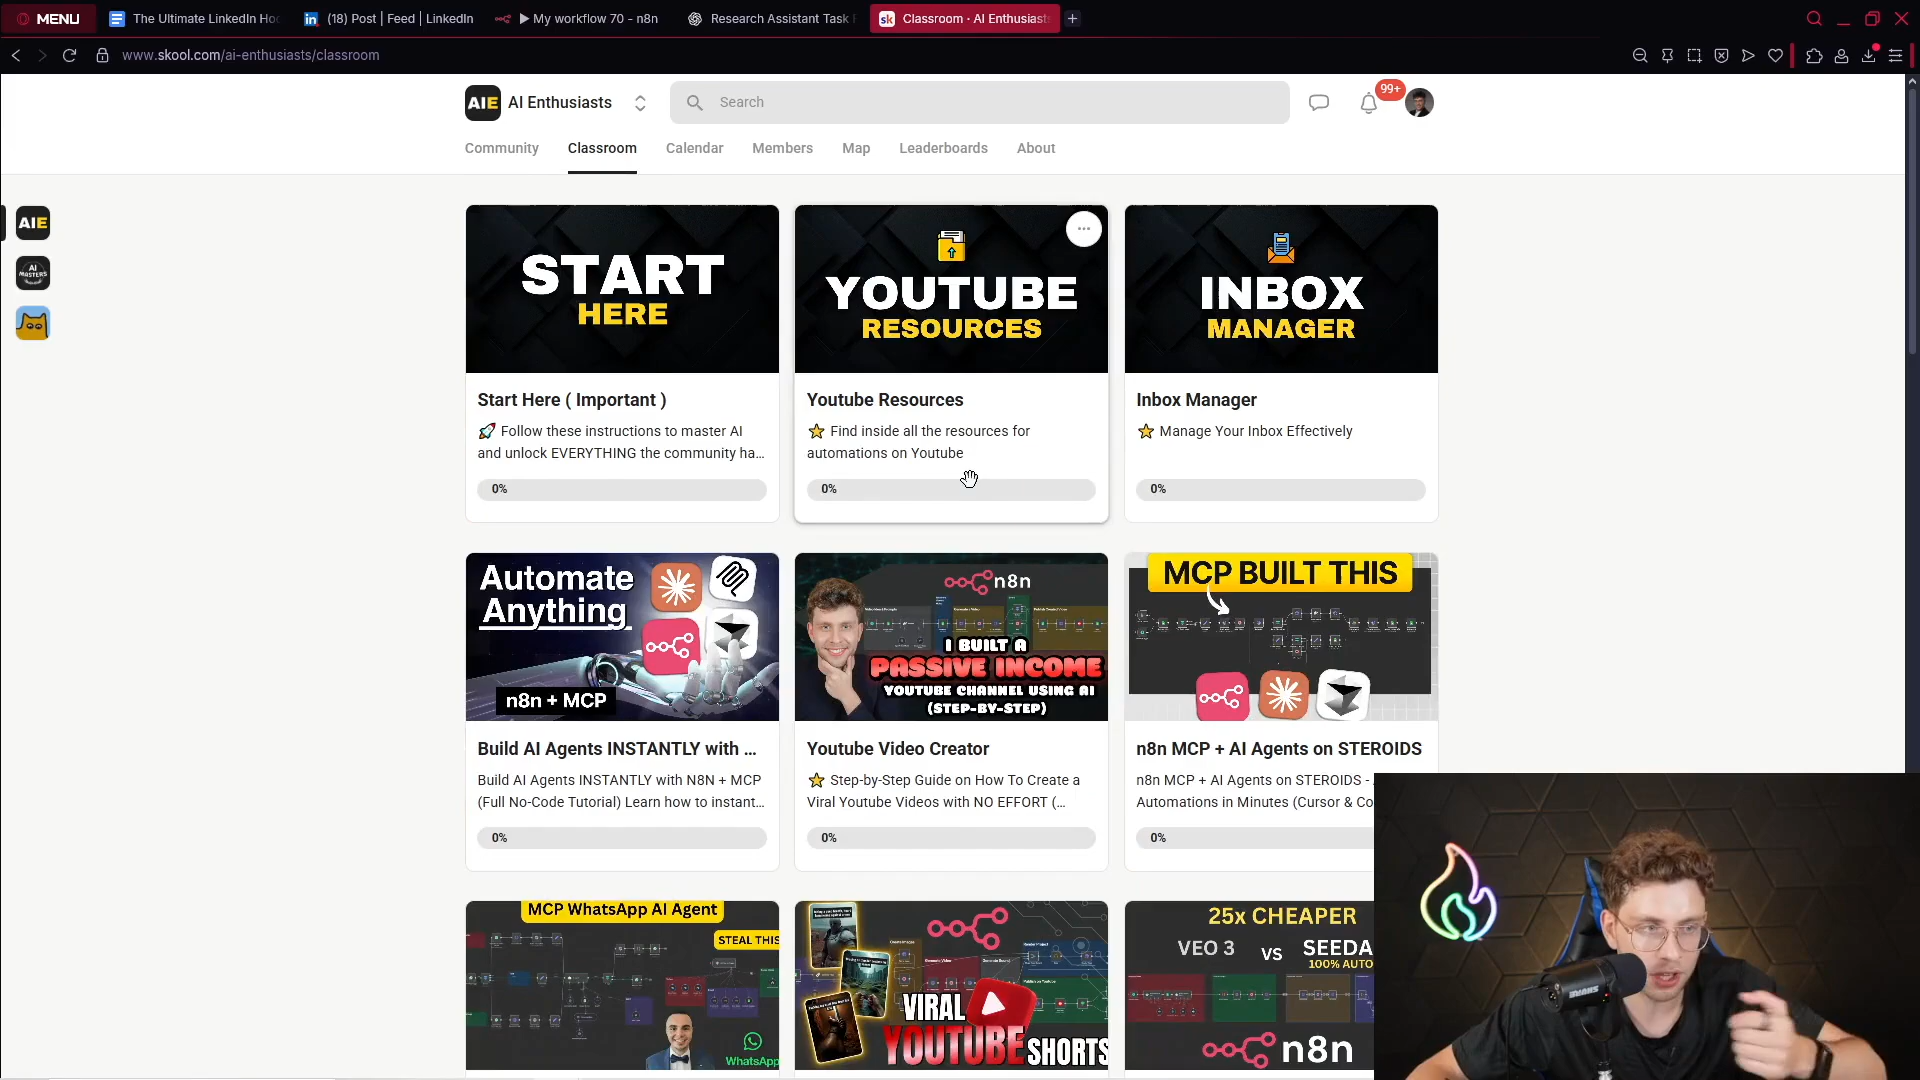 MENU
The Ultimate LinkedIn Hoo
in (18) Post | Feed | LinkedIn
▶ My workflow 70 - n8n
Research Assistant Task F
sk Classroom · AI Enthusiasts
www.skool.com/ai-enthusiasts/classroom
AIE AI Enthusiasts
Search
99+
Community Classroom Calendar Members Map Leaderboards About
AIE
AI
MASTERS
START
HERE
Start Here ( Important )
🚀 Follow these instructions to master AI
and unlock EVERYTHING the community ha...
0%
YOUTUBE
RESOURCES
Youtube Resources
⭐ Find inside all the resources for
automations on Youtube
0%
INBOX
MANAGER
Inbox Manager
⭐ Manage Your Inbox Effectively
0%
Automate
Anything
n8n + MCP
Build AI Agents INSTANTLY with ...
Build AI Agents INSTANTLY with N8N + MCP
(Full No-Code Tutorial) Learn how to instant...
0%
n8n
I BUILT A
PASSIVE INCOME
YOUTUBE CHANNEL USING AI
(STEP-BY-STEP)
Youtube Video Creator
⭐ Step-by-Step Guide on How To Create a
Viral Youtube Videos with NO EFFORT (...
0%
MCP BUILT THIS
n8n MCP + AI Agents on STEROIDS
n8n MCP + AI Agents on STEROIDS -
Automations in Minutes (Cursor & Co
0%
MCP WhatsApp AI Agent
STEAL THIS
WhatsApp
VIRAL
YOUTUBE SHORTS
25x CHEAPER
VEO 3 VS SEEDA
100% AUTO
n8n
SHURE